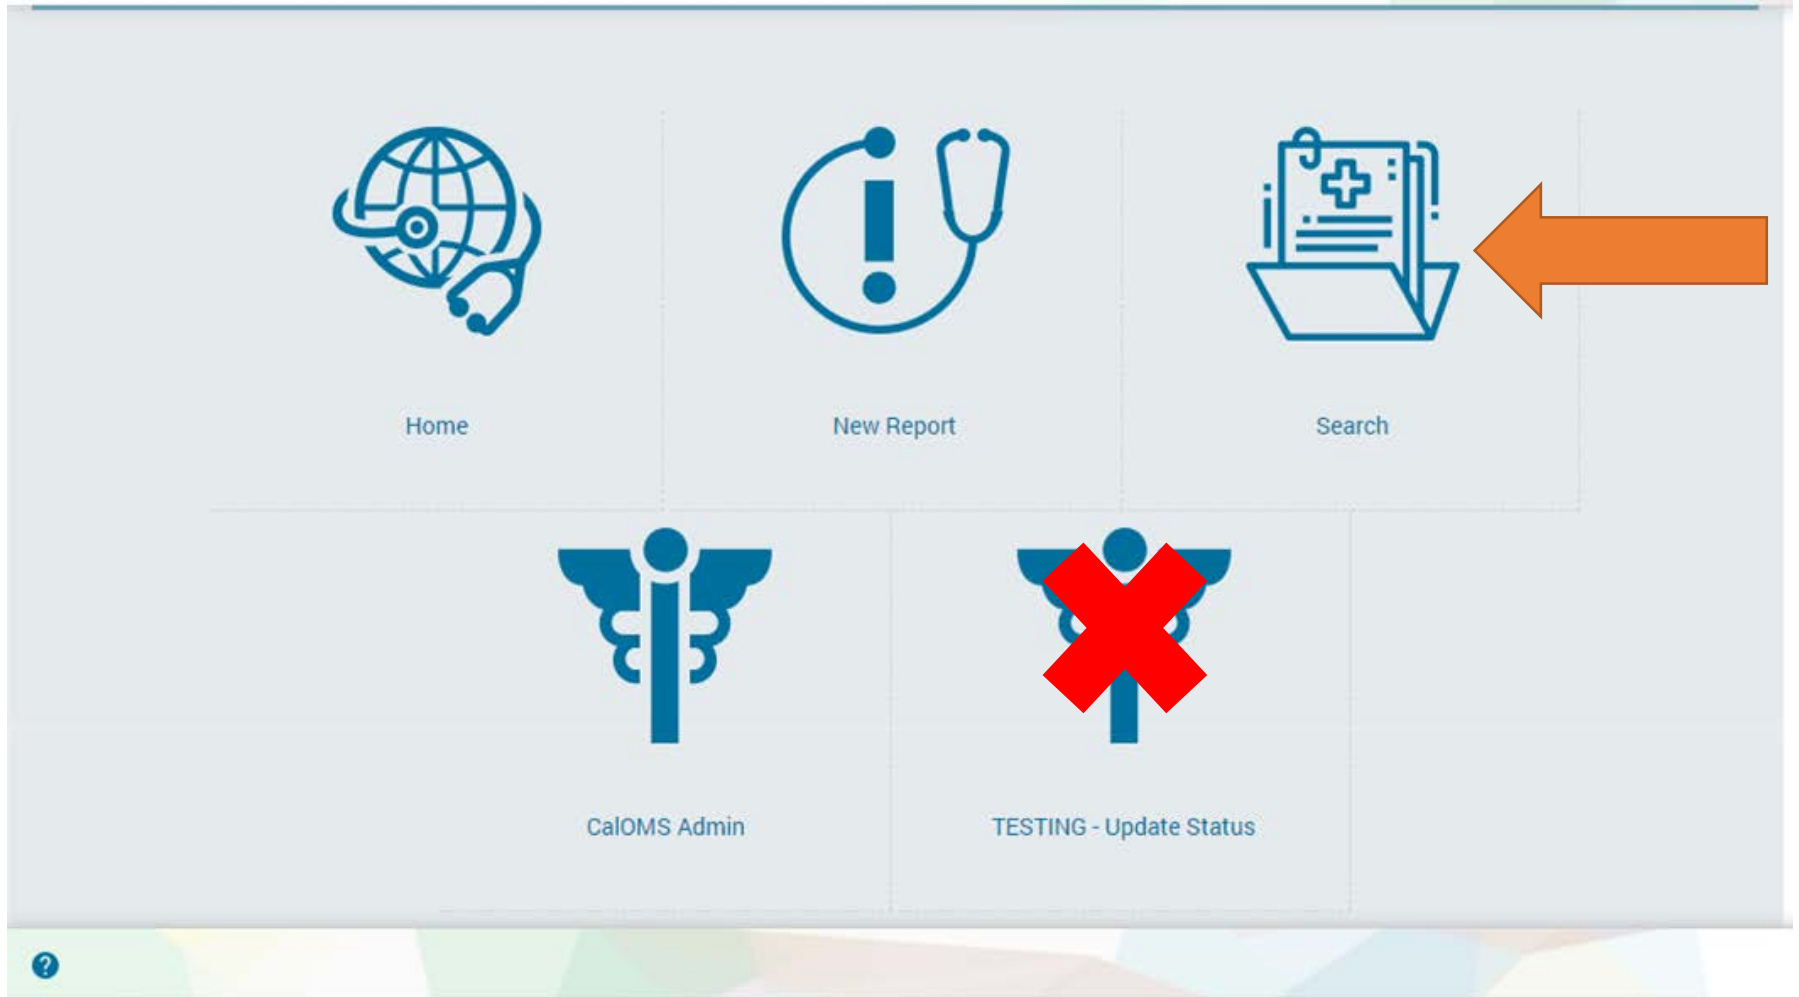 Home
New Report
Search
CalOMS Admin
TESTING - Update Status
?